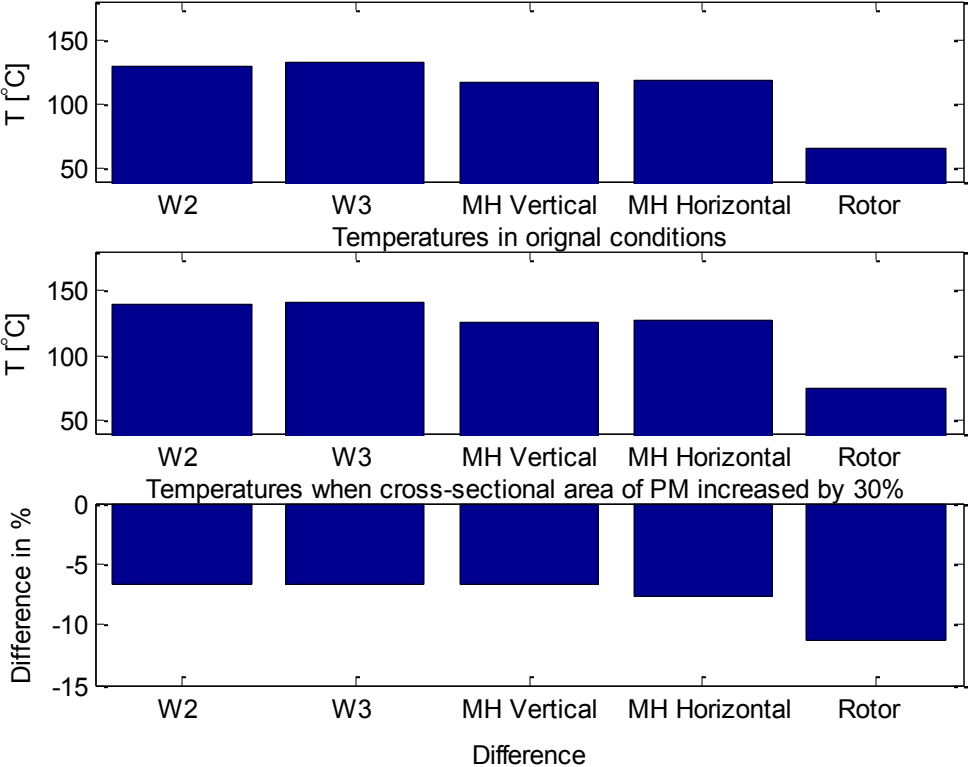 150
100
50
T [°C]
W2 W3 MH Vertical MH Horizontal Rotor
Temperatures in orignal conditions
150
100
50
T [°C]
W2 W3 MH Vertical MH Horizontal Rotor
Temperatures when cross-sectional area of PM increased by 30%
0
-5
-10
-15
Difference in %
W2 W3 MH Vertical MH Horizontal Rotor
Difference